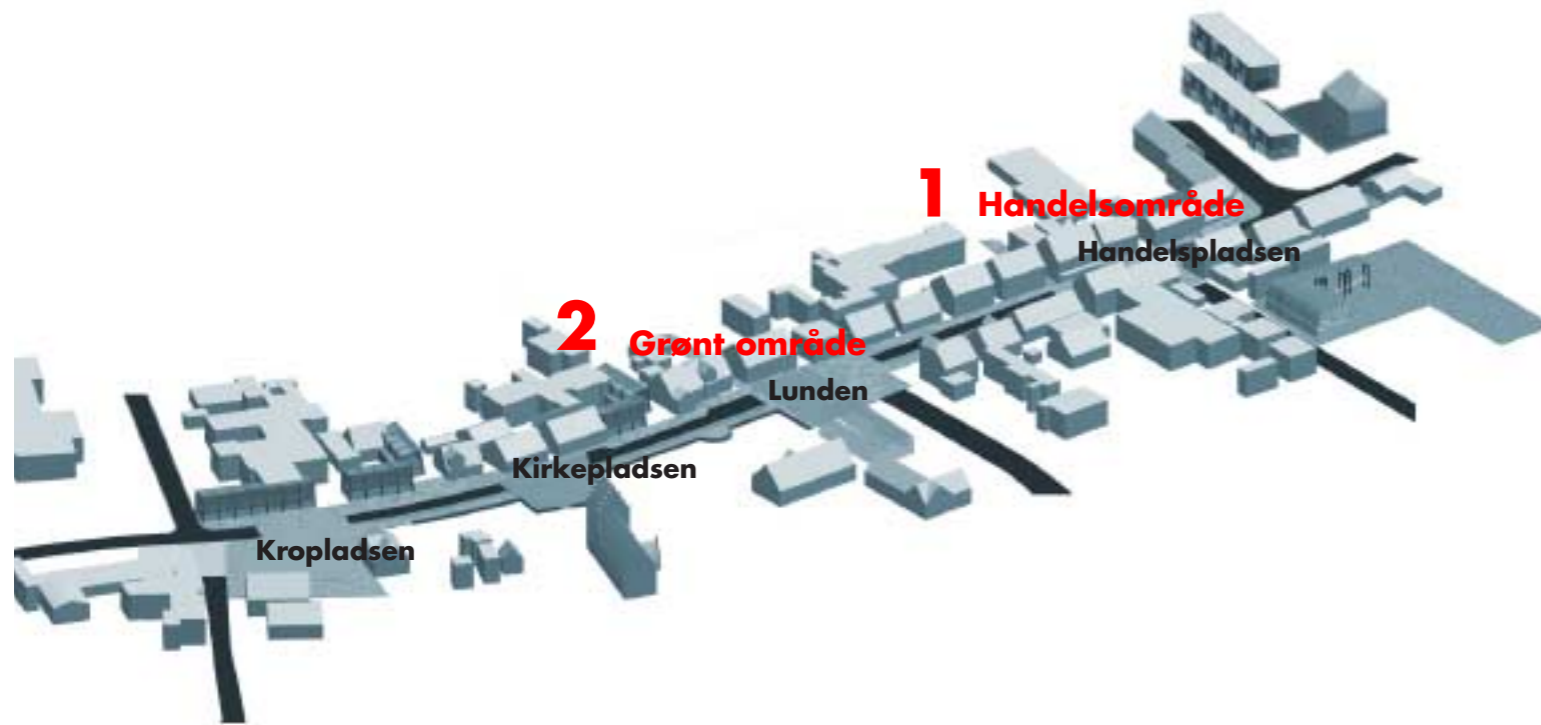 1 Handelsområde
Handelspladsen
2 Grønt område
Lunden
Kirkepladsen
Kropladsen